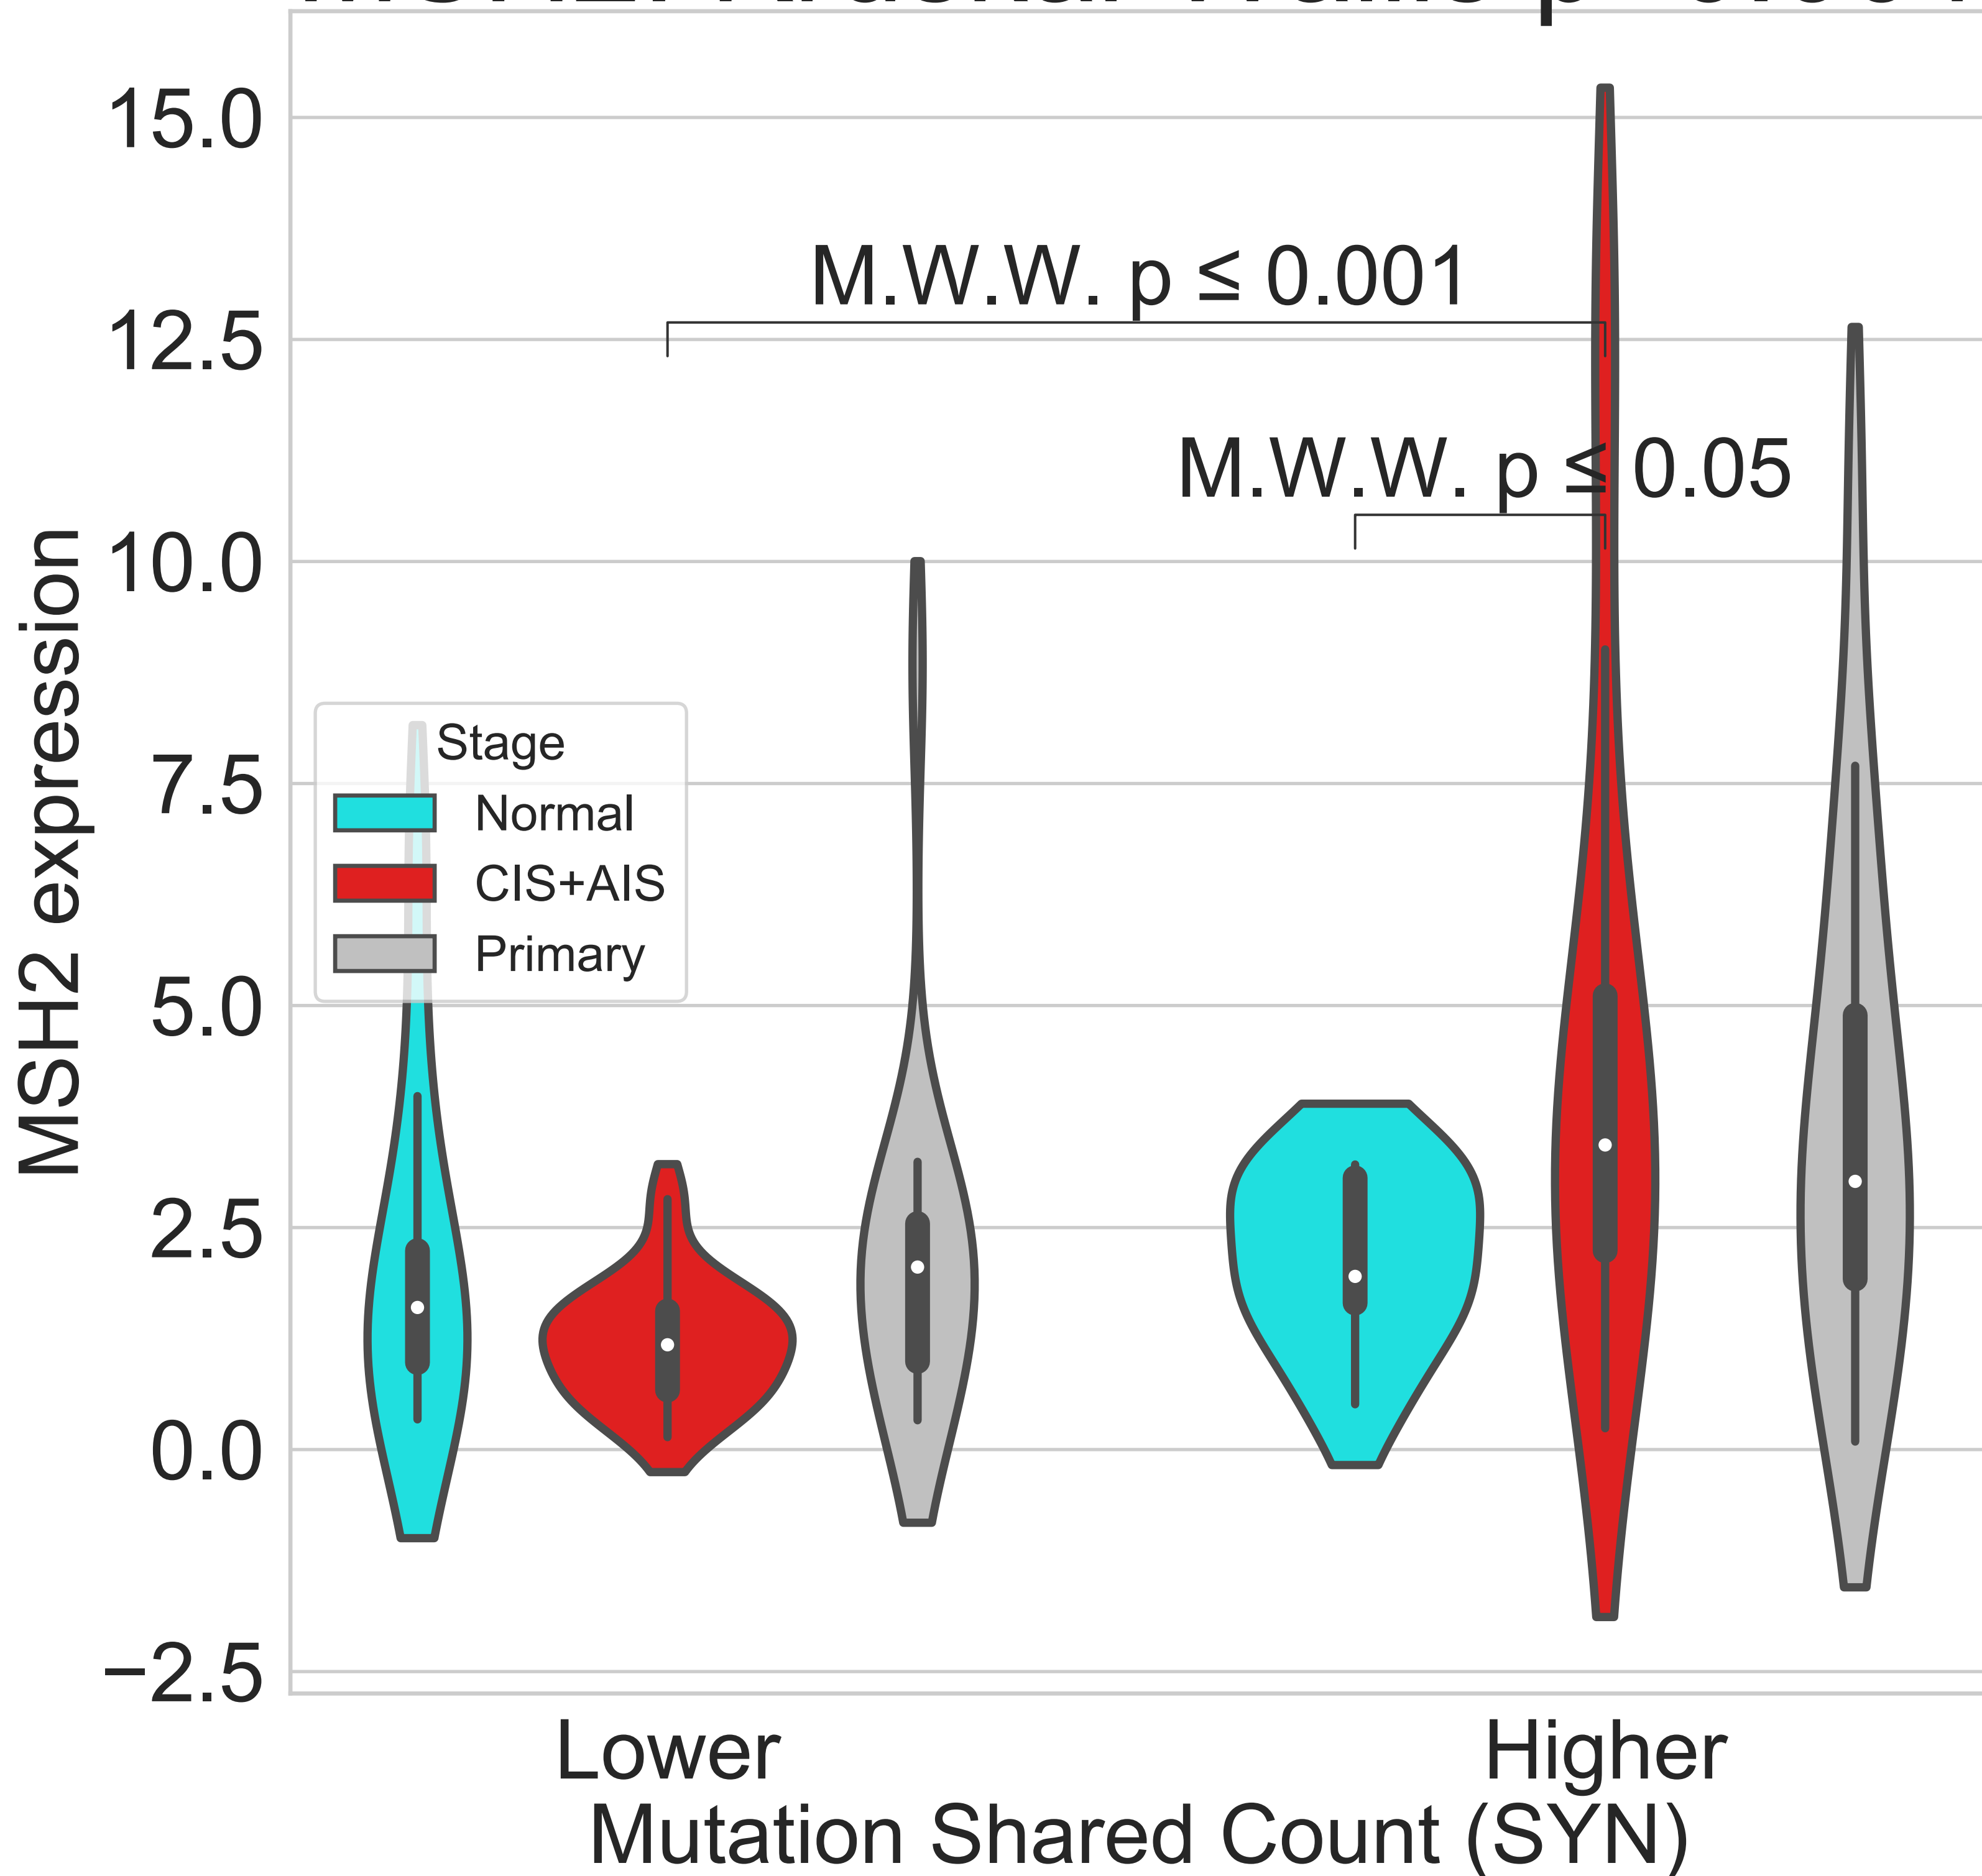 15.0
12.5
10.0
7.5
5.0
2.5
0.0
−2.5
MSH2 expression
M.W.W. p ≤ 0.001
M.W.W. p ≤ 0.05
Stage
Normal
CIS+AIS
Primary
Lower
Higher
Mutation Shared Count (SYN)